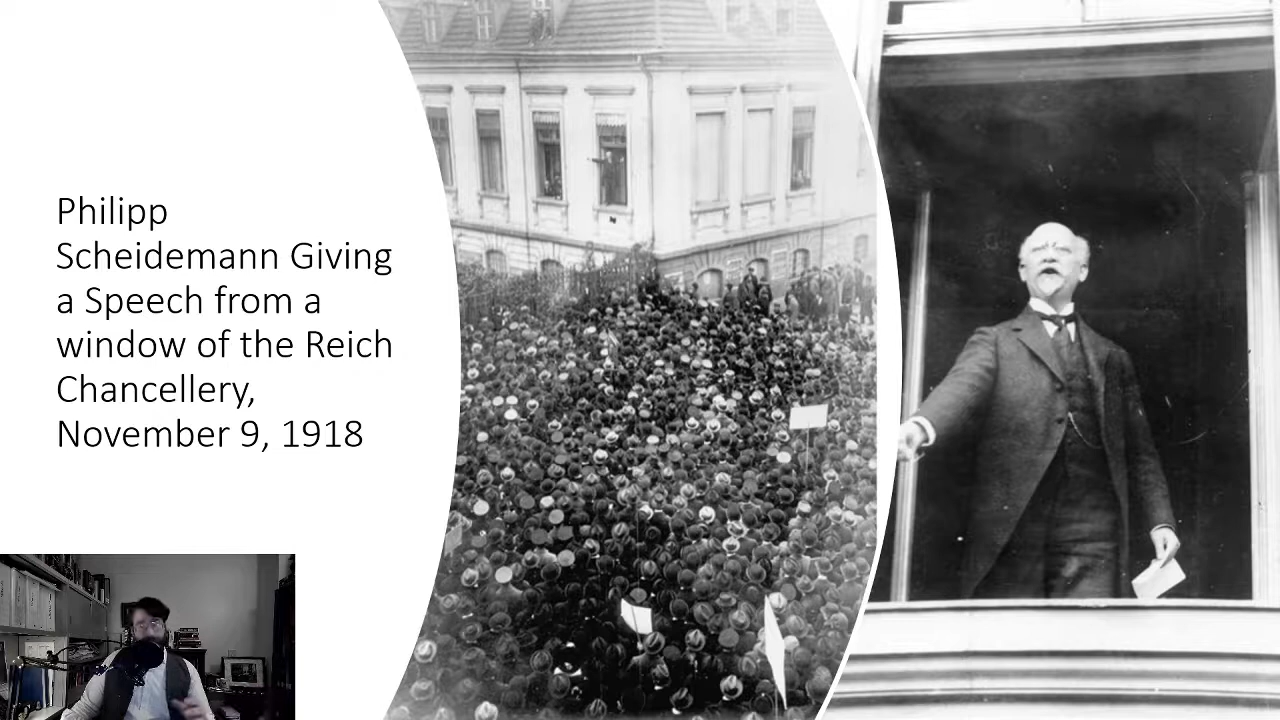 Philipp
Scheidemann Giving
a Speech from a
window of the Reich
Chancellery,
November 9, 1918